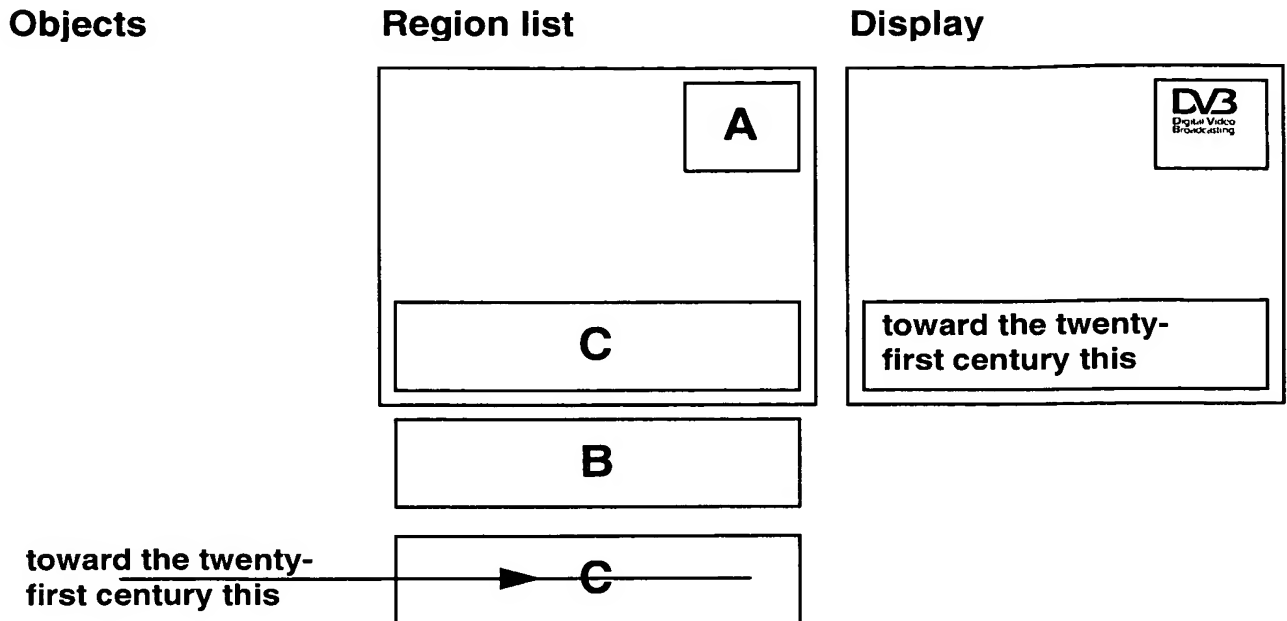 Objects Region list Display
A
DVB
Digital Video
Broadcasting
C
toward the twenty-
first century this
B
toward the twenty-
first century this
C